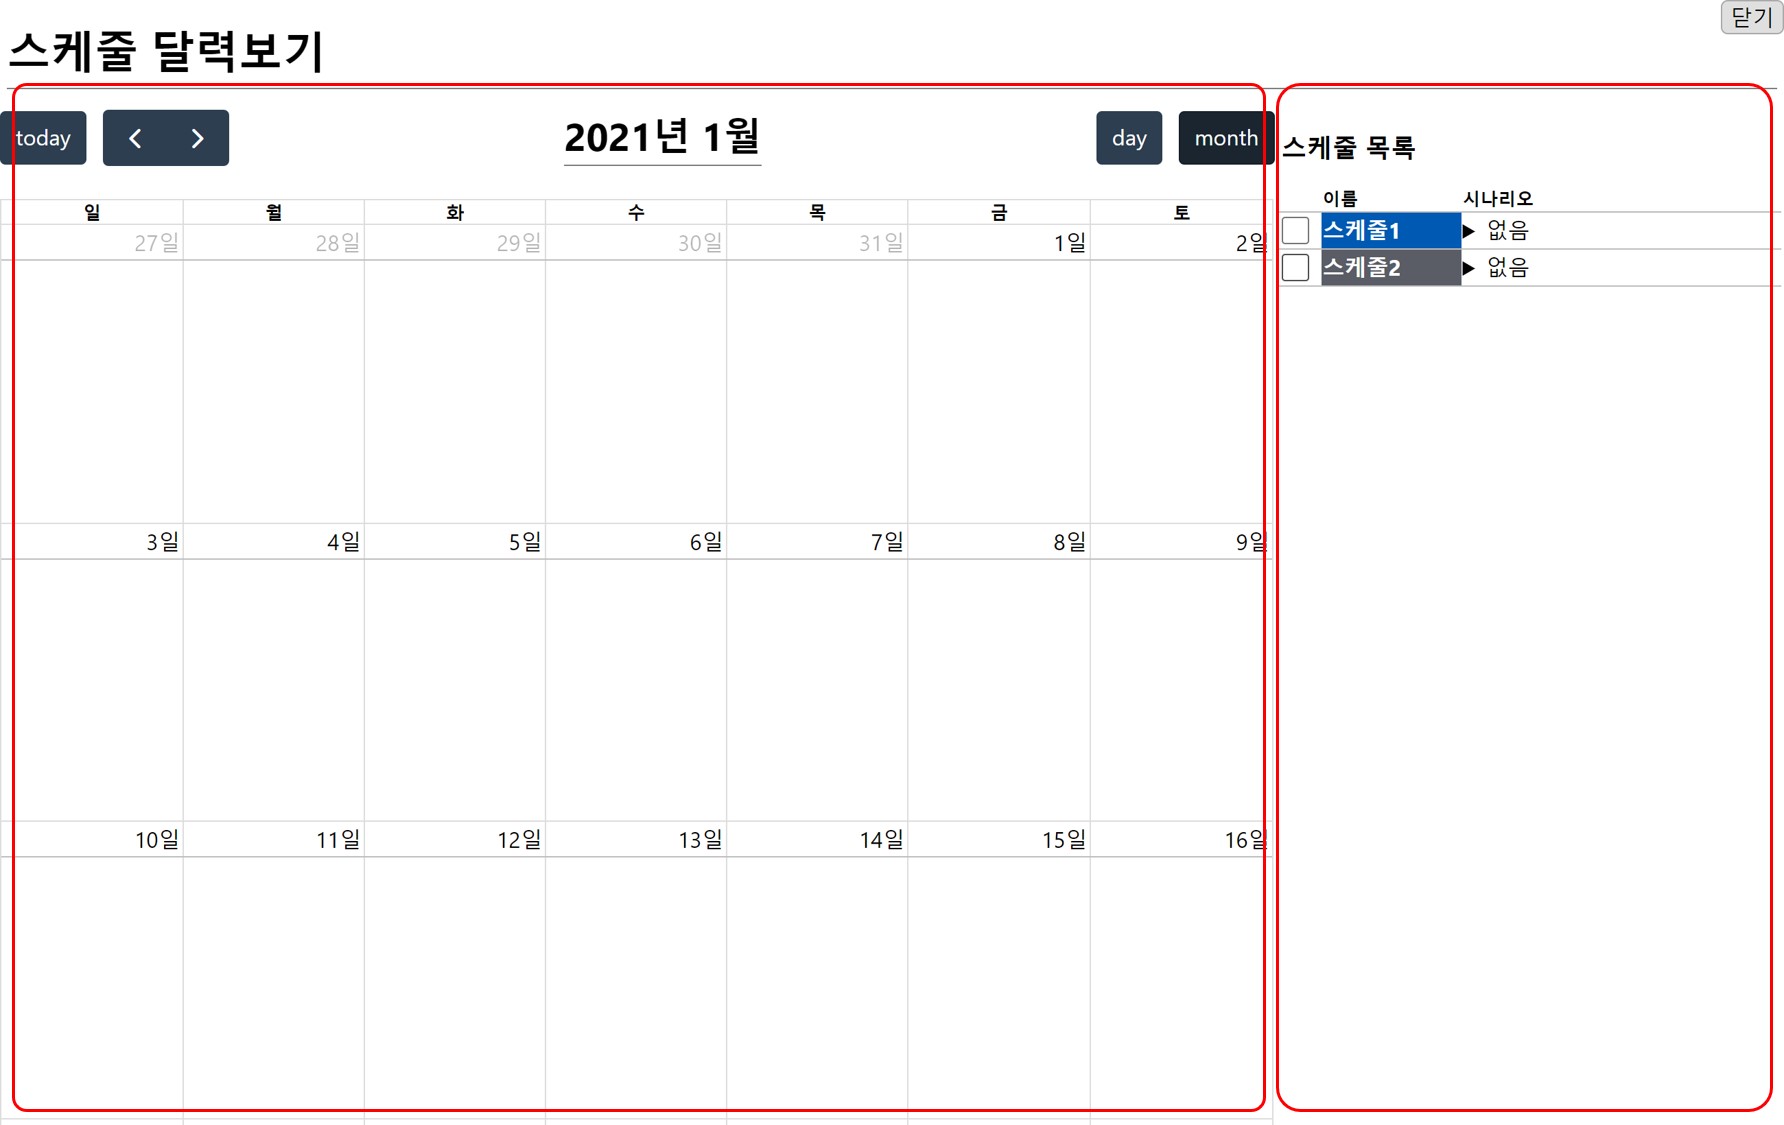 닫기
스케줄 달력보기
today 2021년 1월 day month
일 월 화 수 목 금 토
27일 28일 29일 30일 31일 1일 2일
3일 4일 5일 6일 7일 8일 9일
10일 11일 12일 13일 14일 15일 16일
스케줄 목록
이름 시나리오
스케줄1 ▶ 없음
스케줄2 ▶ 없음